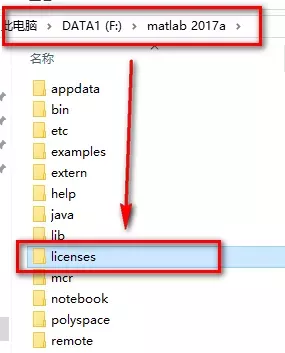 此电脑 > DATA1 (F:) > matlab 2017a >
名称
appdata
bin
etc
examples
extern
help
java
lib
licenses
mcr
notebook
polyspace
remote